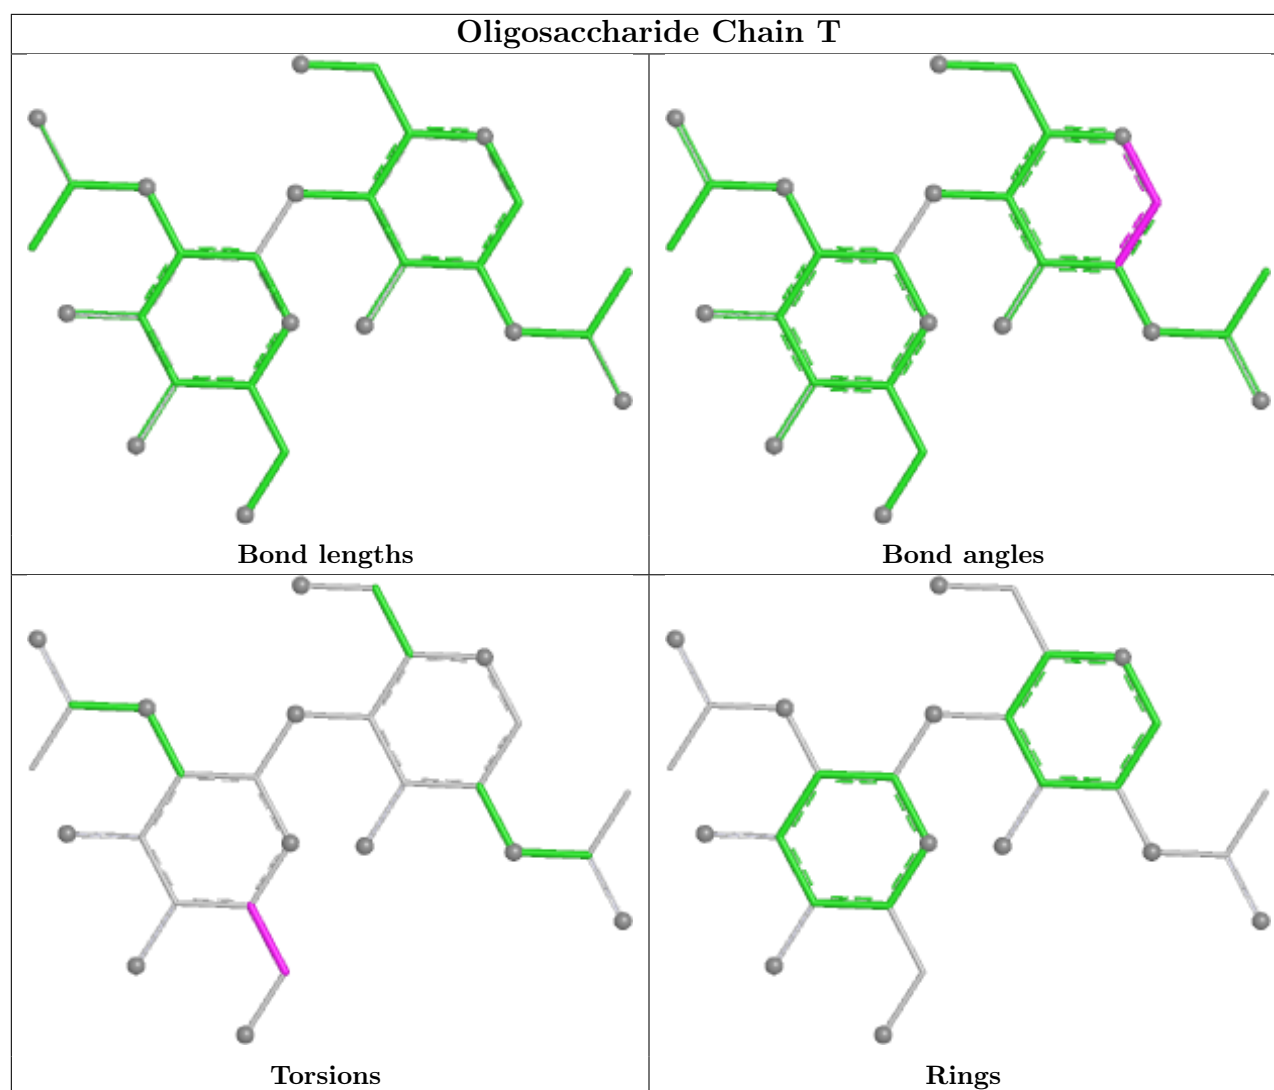 Oligosaccharide Chain T
Bond lengths
Bond angles
Torsions
Rings